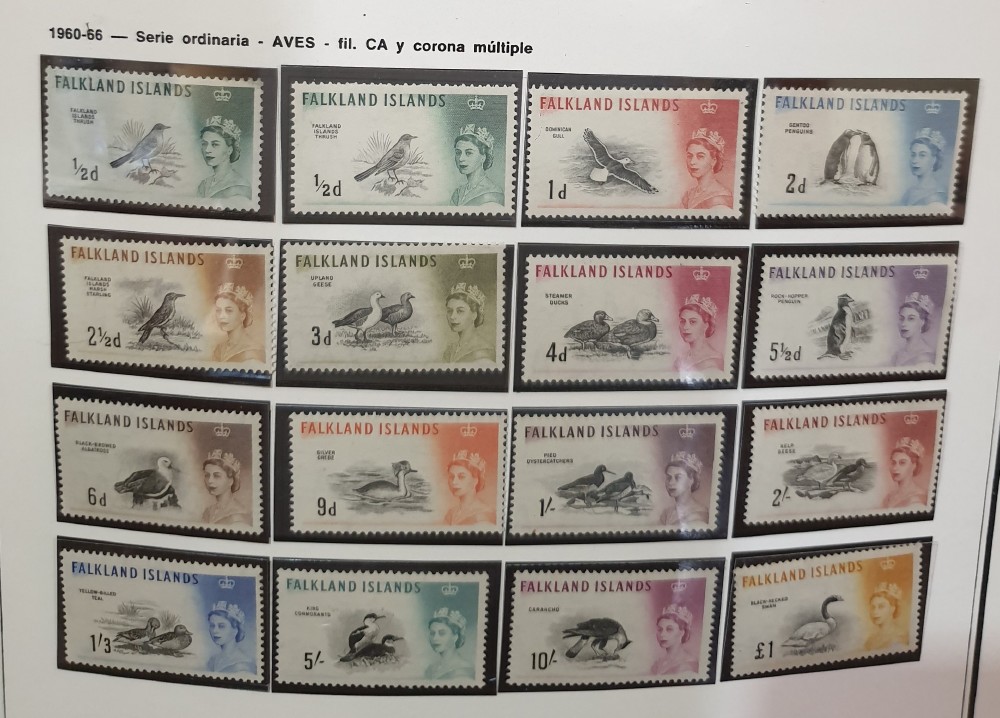 1960-66 — Serie ordinaria - AVES - fil. CA y corona múltiple
FALKLAND ISLANDS
FALKLAND
ISLANDS
THRUSH
½d
FALKLAND ISLANDS
FALKLAND
ISLANDS
THRUSH
½d
FALKLAND ISLANDS
DOMINICAN
GULL
1d
FALKLAND ISLANDS
GENTOO
PENGUINS
2d
FALKLAND ISLANDS
FALKLAND
ISLANDS
MARSH
STARLING
2½d
FALKLAND ISLANDS
UPLAND
GEESE
3d
FALKLAND ISLANDS
STEAMER
DUCKS
4d
FALKLAND ISLANDS
ROCK-HOPPER
PENGUIN
5½d
FALKLAND ISLANDS
BLACK-BROWED
ALBATROSS
6d
FALKLAND ISLANDS
SILVER
GREBE
9d
FALKLAND ISLANDS
PIED
OYSTERCATCHERS
1/-
FALKLAND ISLANDS
KELP
GEESE
2/-
FALKLAND ISLANDS
YELLOW-BILLED
TEAL
1/3
FALKLAND ISLANDS
KING
CORMORANTS
5/-
FALKLAND ISLANDS
CARANCHO
10/-
FALKLAND ISLANDS
BLACK-NECKED
SWAN
£1